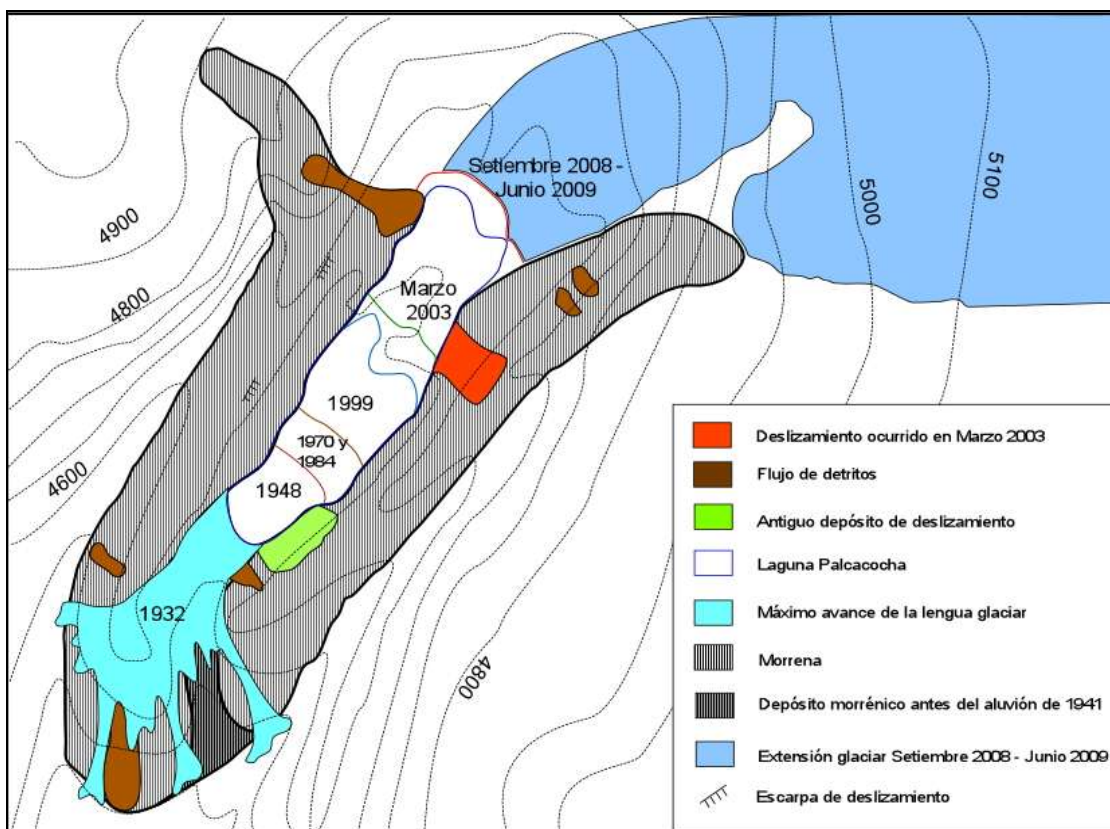 Setiembre 2008 -
Junio 2009
5100
5000
4900
Marzo
2003
4800
1999
1970 y
1984
4600
1948
1932
4800
Deslizamiento ocurrido en Marzo 2003
Flujo de detritos
Antiguo depósito de deslizamiento
Laguna Palcacocha
Máximo avance de la lengua glaciar
Morrena
Depósito morrénico antes del aluvión de 1941
Extensión glaciar Setiembre 2008 - Junio 2009
Escarpa de deslizamiento